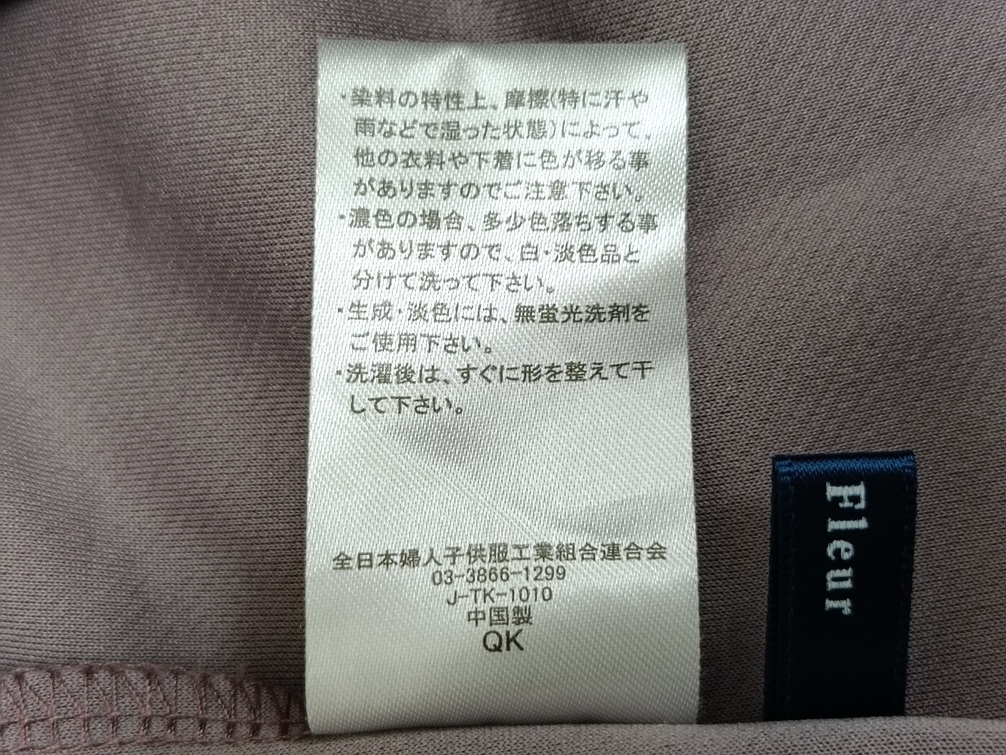 ・染料の特性上、摩擦(特に汗や
雨などで湿った状態)によって、
他の衣料や下着に色が移る事
がありますのでご注意下さい。
・濃色の場合、多少色落ちする事
がありますので、白・淡色品と
分けて洗って下さい。
・生成・淡色には、無蛍光洗剤を
ご使用下さい。
・洗濯後は、すぐに形を整えて干
して下さい。
全日本婦人子供服工業組合連合会
03-3866-1299
J-TK-1010
中国製
QK
Fleur